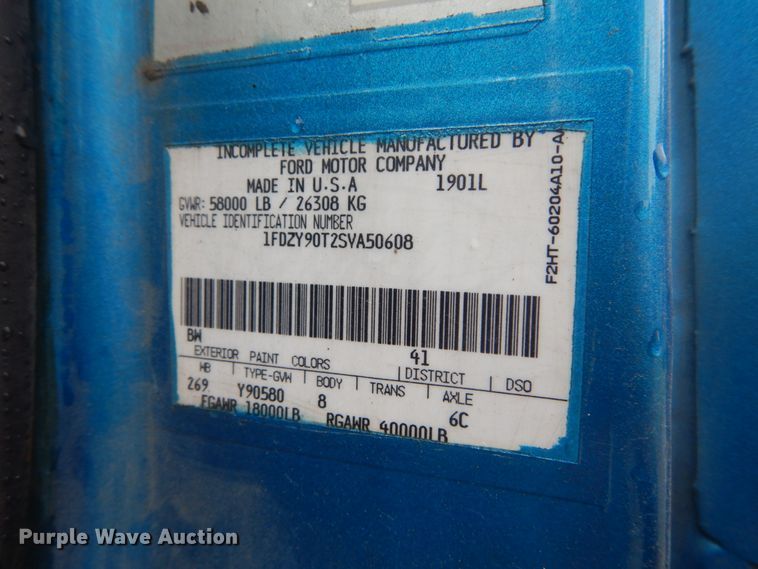 INCOMPLETE VEHICLE MANUFACTURED BY
FORD MOTOR COMPANY
MADE IN U.S.A 1901L
GVWR: 58000 LB / 26308 KG
VEHICLE IDENTIFICATION NUMBER
1FDZY90T2SVA50608
F2HT-60204A10-A
BW 41
EXTERIOR PAINT COLORS DISTRICT DSO
WB TYPE-GVW BODY TRANS AXLE
269 Y90580 8 6C
FGAWR 18000LB RGAWR 40000LB
Purple Wave Auction